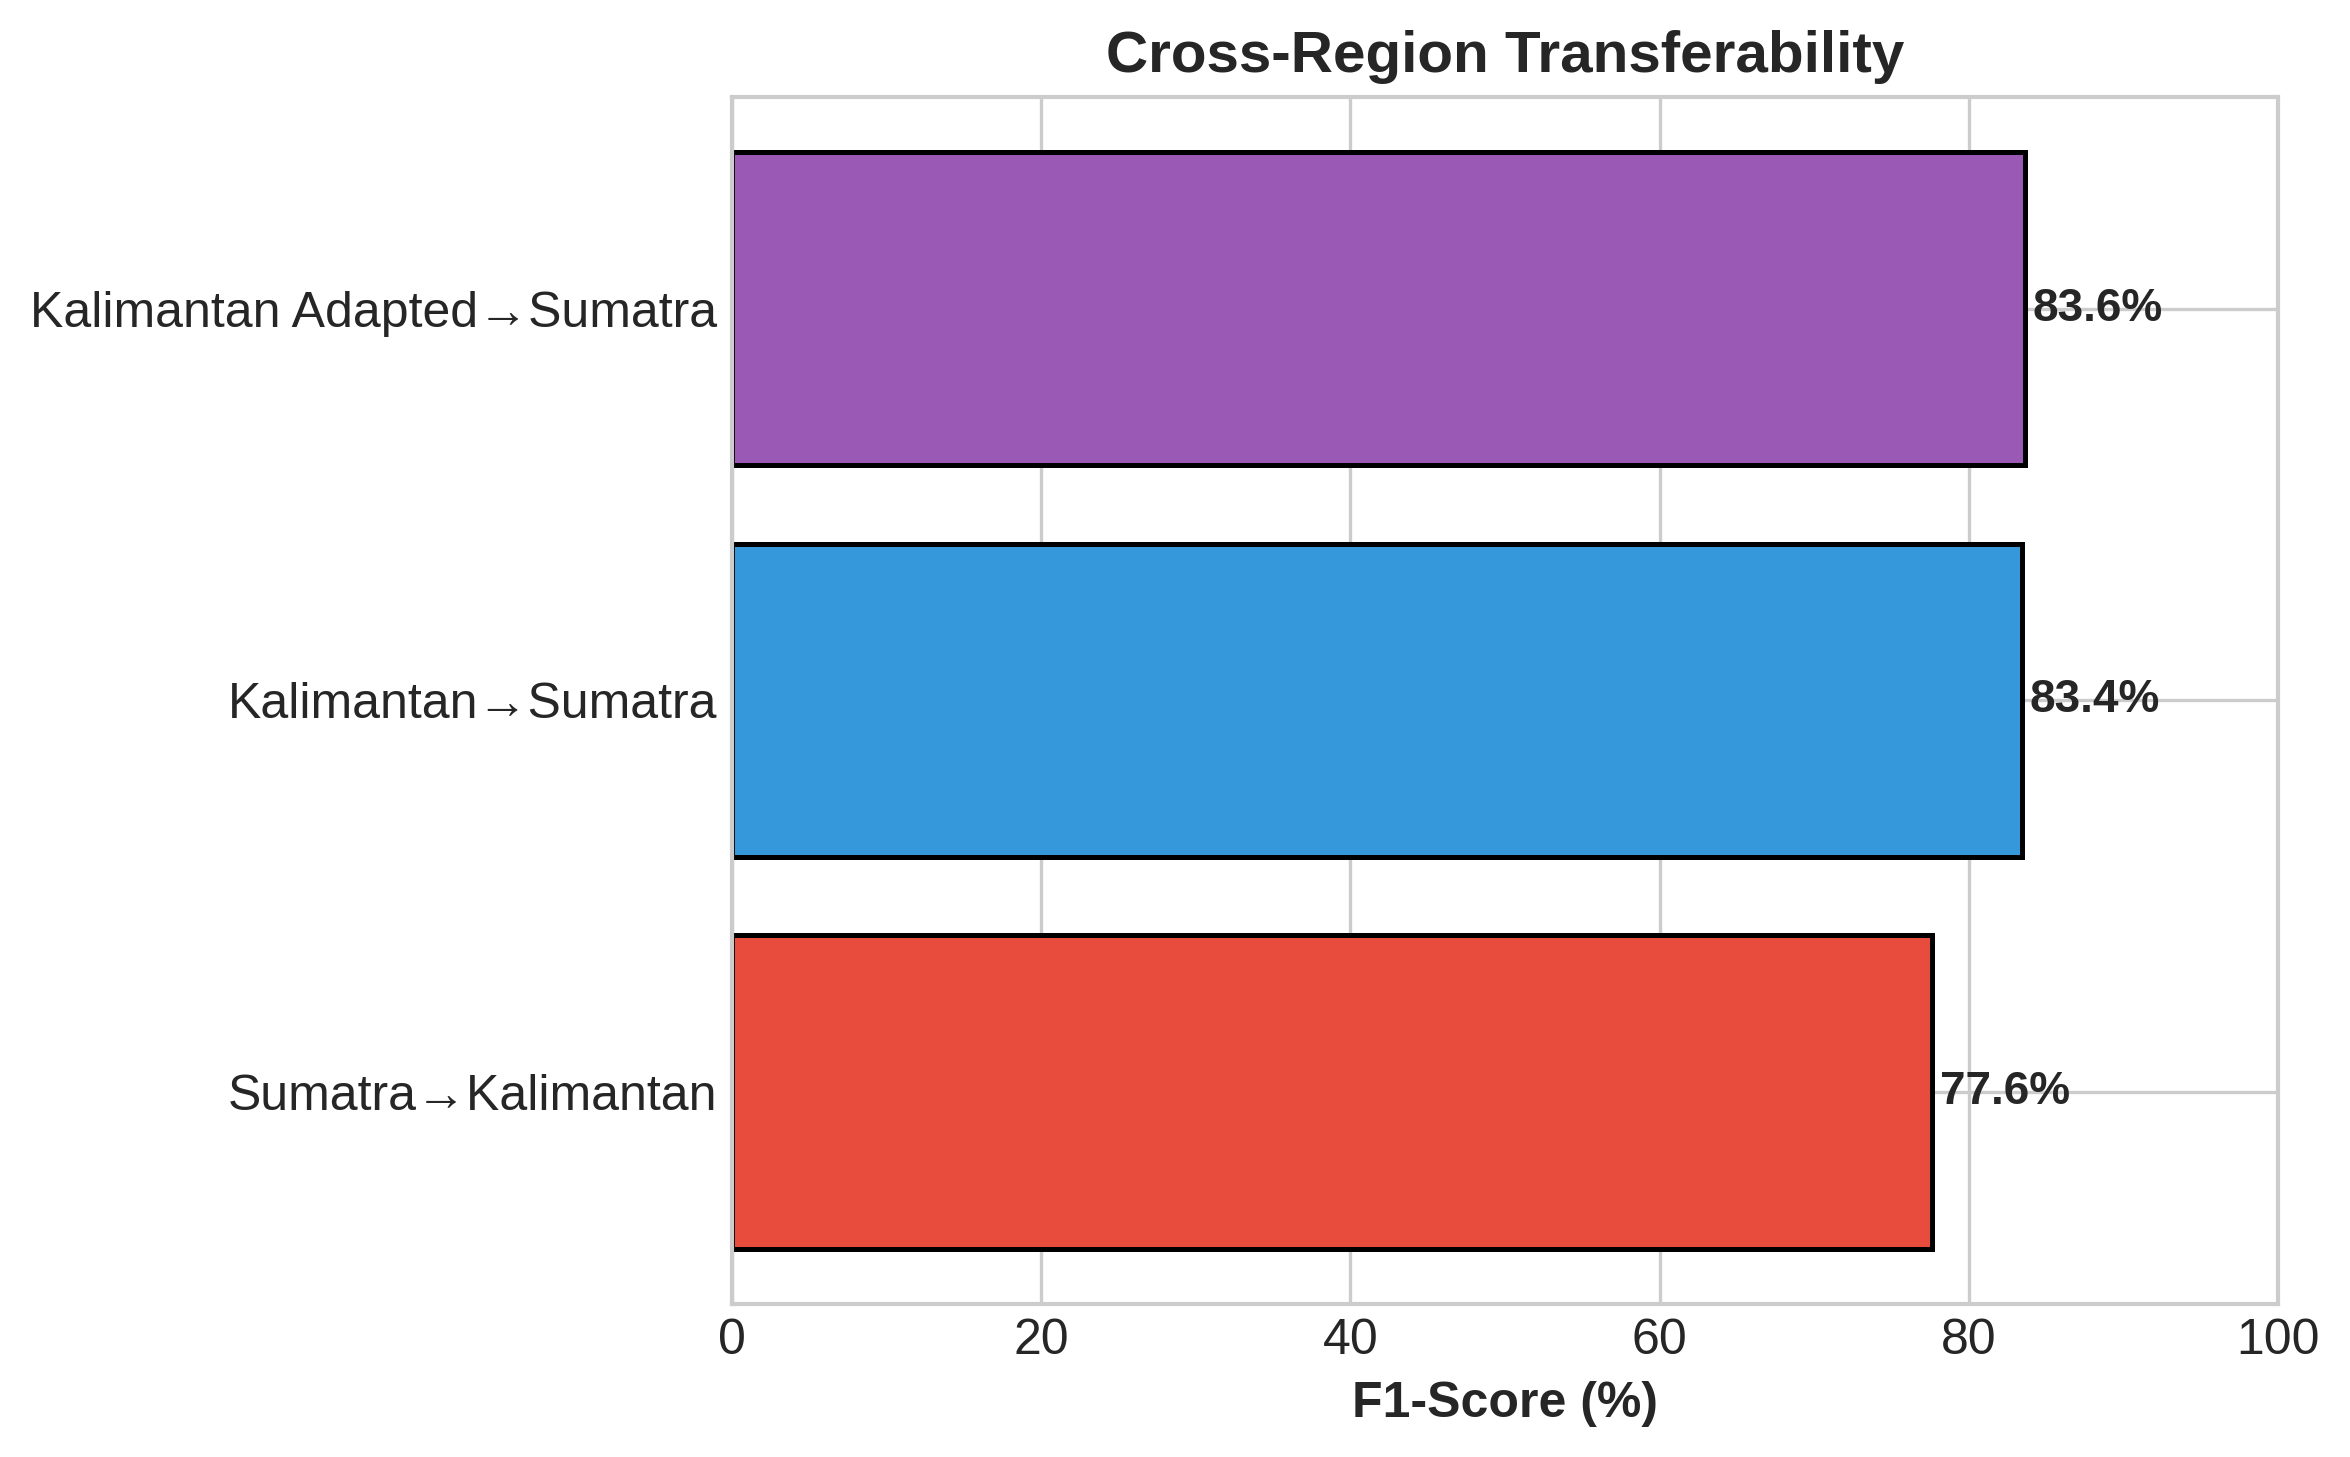 Cross-Region Transferability
Kalimantan Adapted→Sumatra
83.6%
Kalimantan→Sumatra
83.4%
Sumatra→Kalimantan
77.6%
0 20 40 60 80 100
F1-Score (%)